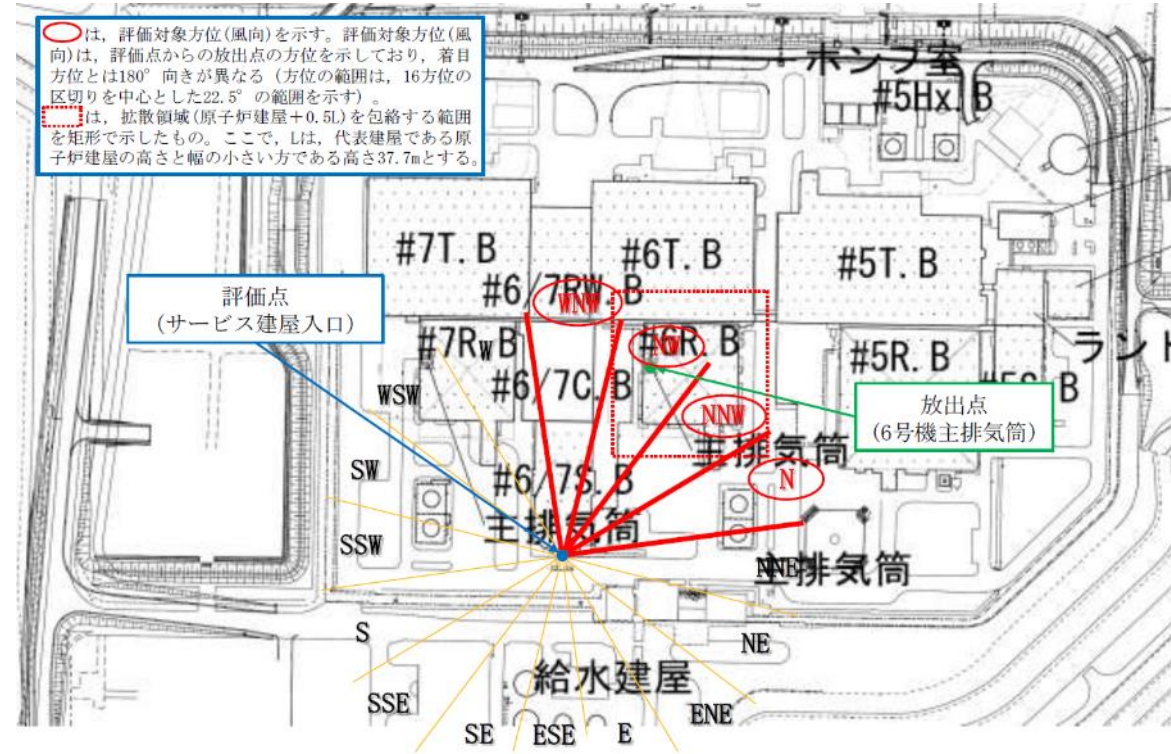 は，評価対象方位(風向)を示す。評価対象方位(風
向)は，評価点からの放出点の方位を示しており，着目
方位とは180°向きが異なる（方位の範囲は，16方位の
区切りを中心とした22.5°の範囲を示す）。
は，拡散領域(原子炉建屋＋0.5L)を包絡する範囲
を矩形で示したもの。ここで，Lは，代表建屋である原
子炉建屋の高さと幅の小さい方である高さ37.7mとする。
ポンプ室
#5Hx.B
#7T.B
#6T.B
#5T.B
#6/7RW.B
WNW
評価点
（サービス建屋入口）
#7RwB
#6R.B
NW
#5R.B
ランド
#6/7C.B
#5S.B
WSW
NNW
放出点
（6号機主排気筒）
主排気筒
SW
#6/7S.B
N
主排気筒
SSW
NNE
主排気筒
S
NE
給水建屋
SSE
ENE
SE
ESE
E